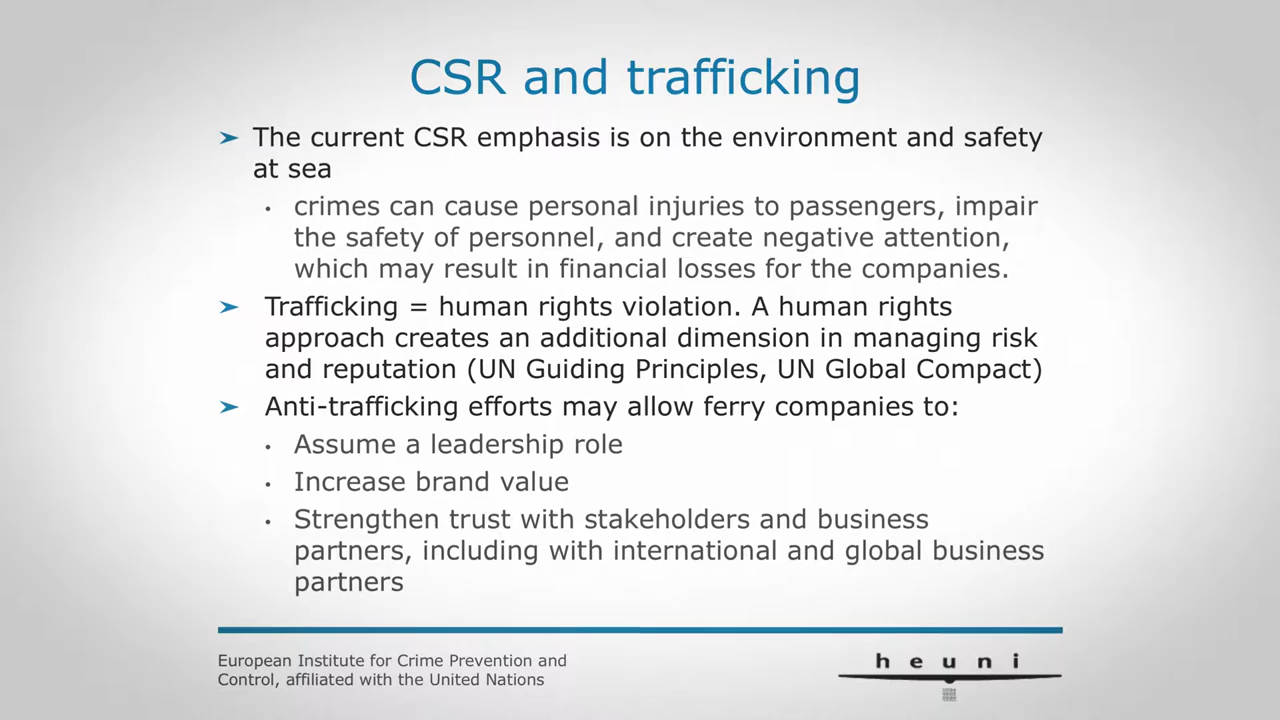 CSR and trafficking
➤ The current CSR emphasis is on the environment and safety
at sea
• crimes can cause personal injuries to passengers, impair
the safety of personnel, and create negative attention,
which may result in financial losses for the companies.
➤ Trafficking = human rights violation. A human rights
approach creates an additional dimension in managing risk
and reputation (UN Guiding Principles, UN Global Compact)
➤ Anti-trafficking efforts may allow ferry companies to:
• Assume a leadership role
• Increase brand value
• Strengthen trust with stakeholders and business
partners, including with international and global business
partners
European Institute for Crime Prevention and
Control, affiliated with the United Nations
heuni